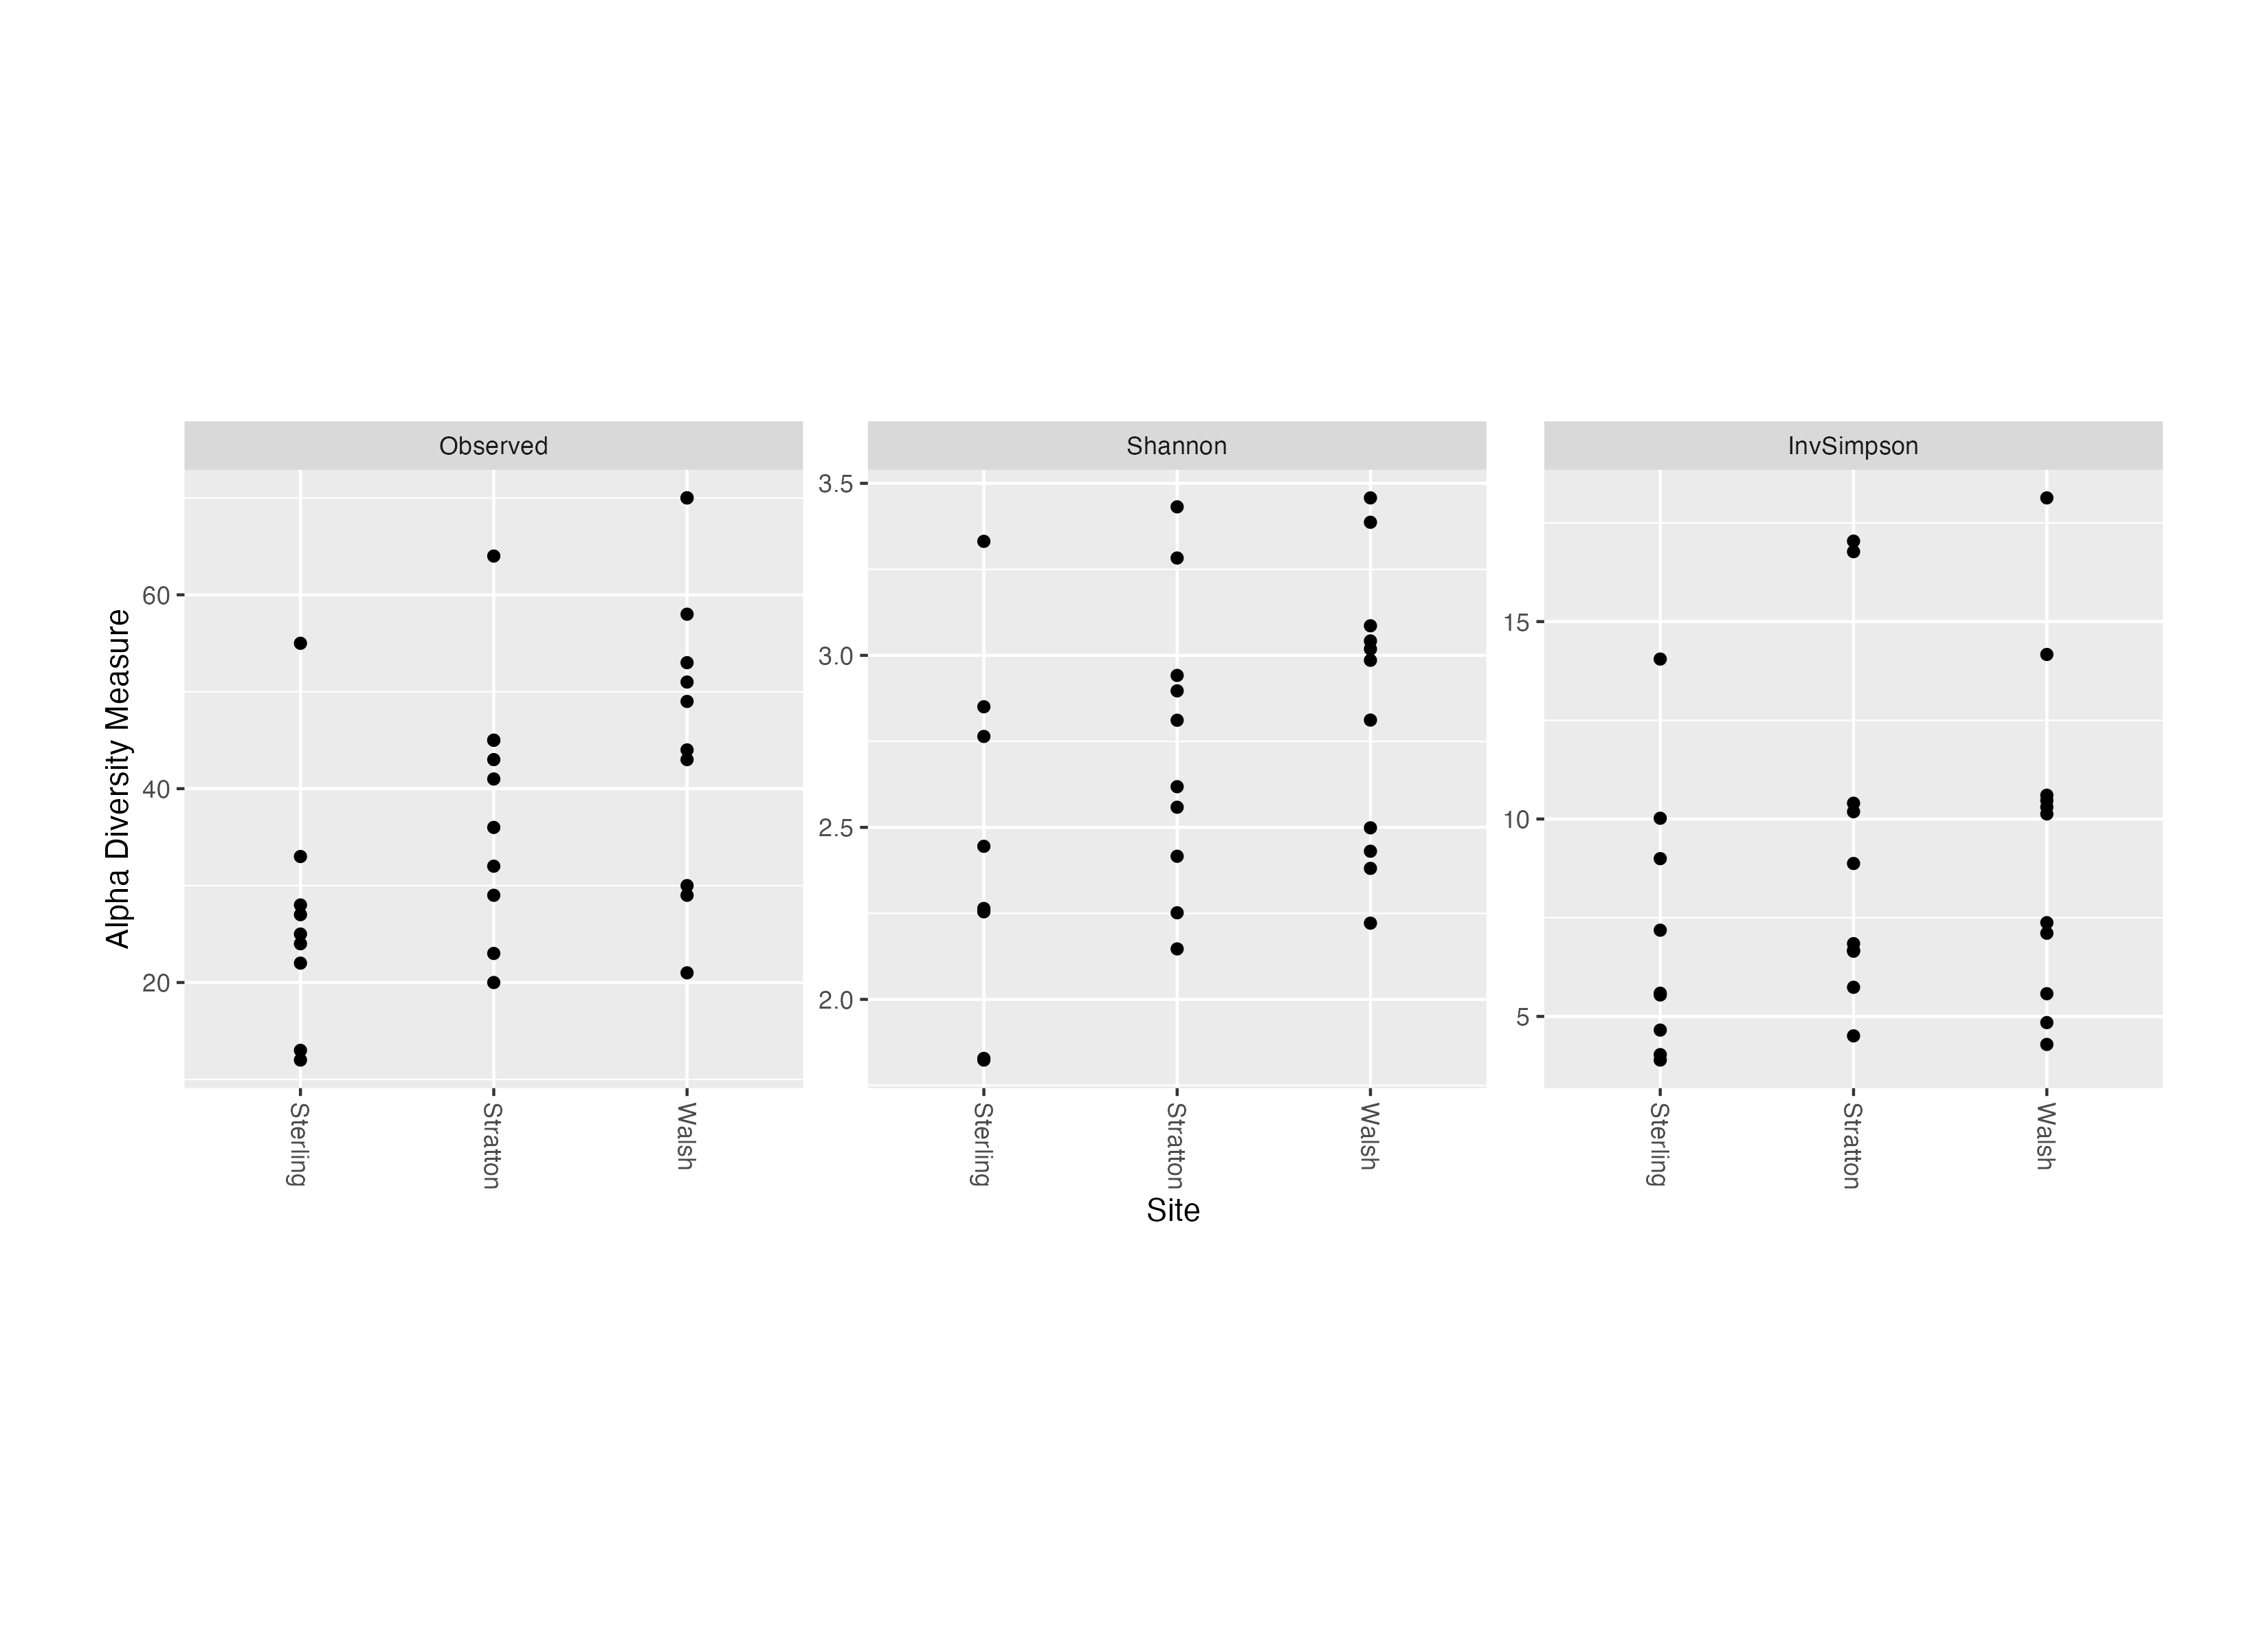 Observed
Shannon
InvSimpson
Alpha Diversity Measure
60
40
20
3.5
3.0
2.5
2.0
15
10
5
Sterling
Stratton
Walsh
Sterling
Stratton
Walsh
Sterling
Stratton
Walsh
Site